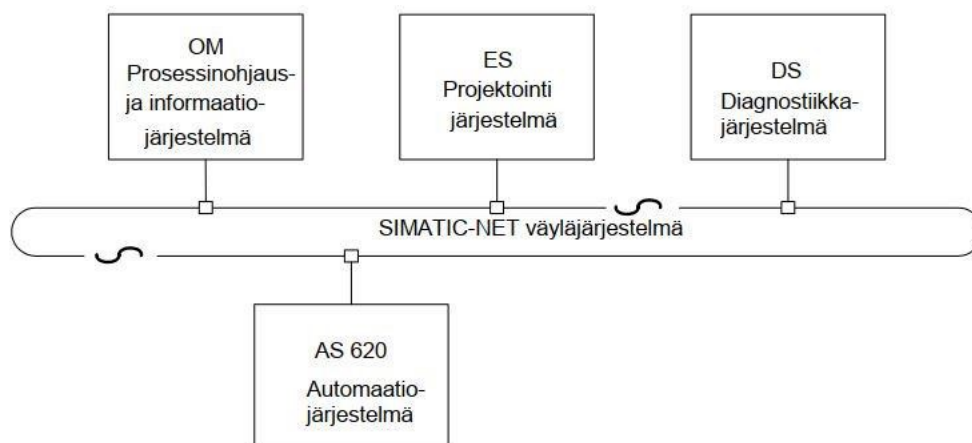 OM
Prosessinohjaus-
ja informaatio-
järjestelmä
ES
Projektointi
järjestelmä
DS
Diagnostiikka-
järjestelmä
SIMATIC-NET väyläjärjestelmä
AS 620
Automaatio-
järjestelmä